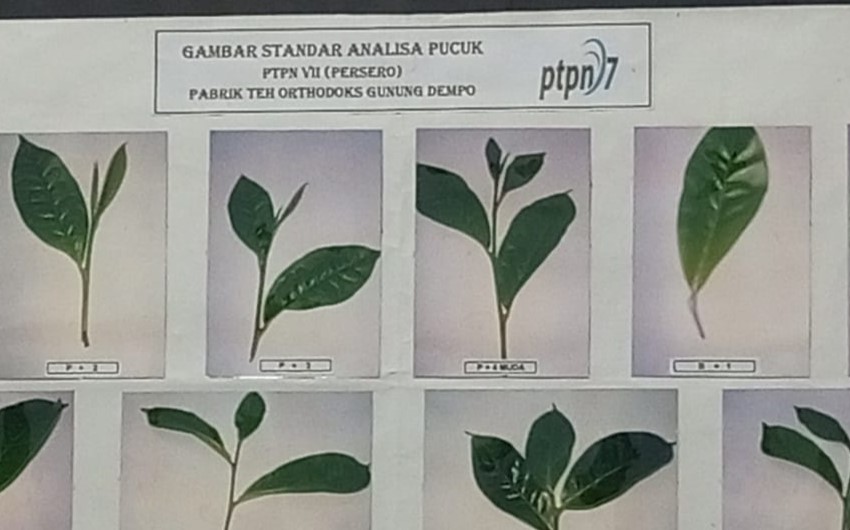 GAMBAR STANDAR ANALISA PUCUK
PTPN VII (PERSERO)
PABRIK TEH ORTHODOKS GUNUNG DEMPO
ptpn7
P + 2
P + 3
P + 4 MUDA
B + 1